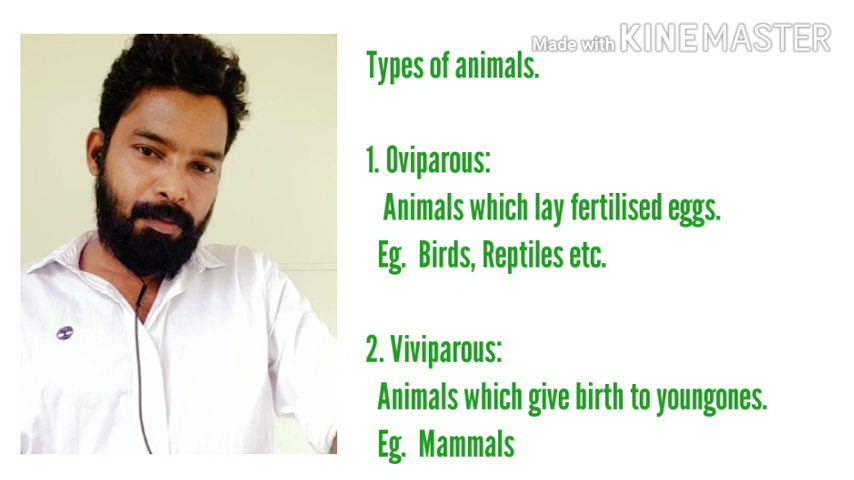 Made with KINEMASTER
Types of animals.
1. Oviparous:
Animals which lay fertilised eggs.
Eg. Birds, Reptiles etc.
2. Viviparous:
Animals which give birth to youngones.
Eg. Mammals